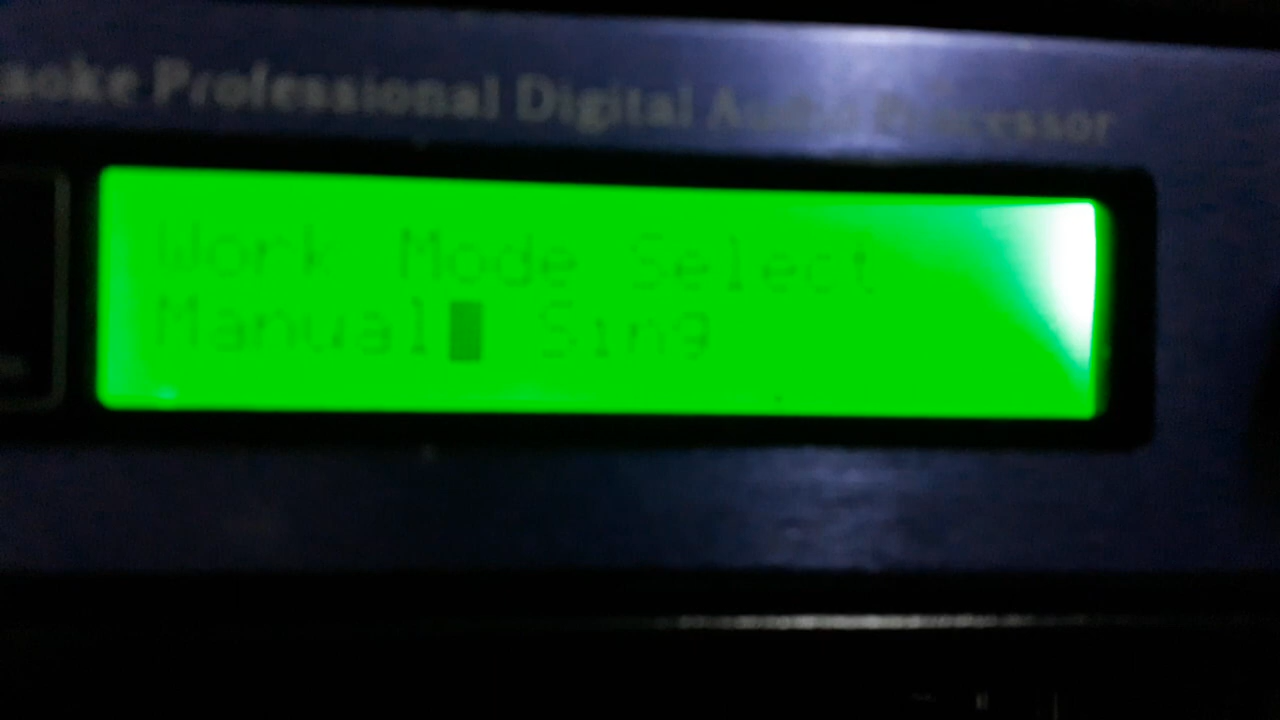 aoke Professional Digital Audio Processor
Work Mode Select
Manual Sing